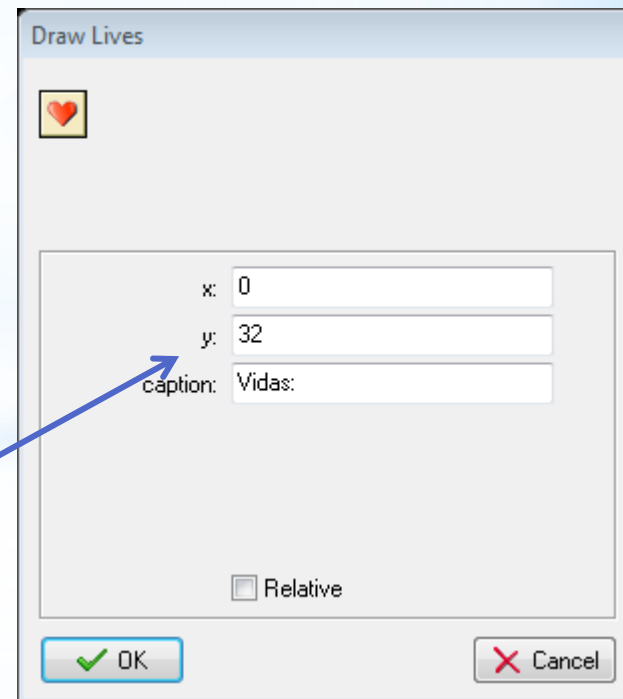 Draw Lives
x: 0
y: 32
caption: Vidas:
Relative
OK
Cancel